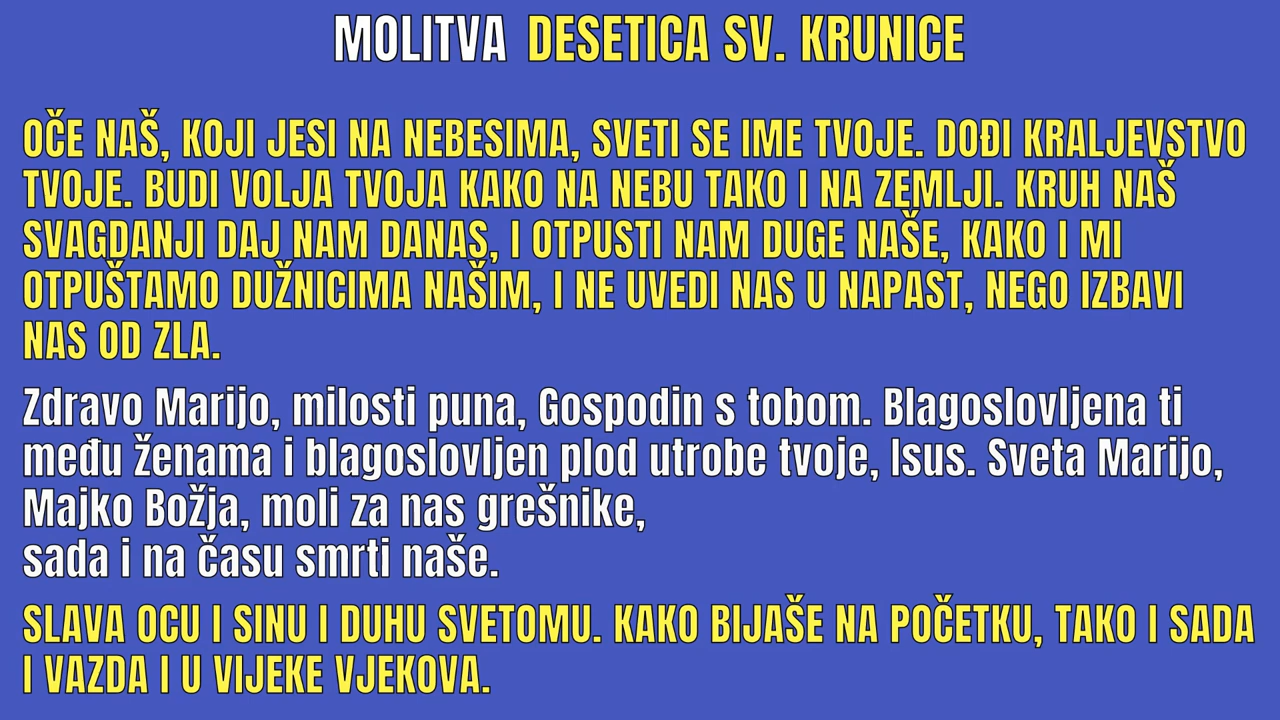 MOLITVA DESETICA SV. KRUNICE
OČE NAŠ, KOJI JESI NA NEBESIMA, SVETI SE IME TVOJE. DOĐI KRALJEVSTVO
TVOJE. BUDI VOLJA TVOJA KAKO NA NEBU TAKO I NA ZEMLJI. KRUH NAŠ
SVAGDANJI DAJ NAM DANAS, I OTPUSTI NAM DUGE NAŠE, KAKO I MI
OTPUŠTAMO DUŽNICIMA NAŠIM, I NE UVEDI NAS U NAPAST, NEGO IZBAVI
NAS OD ZLA.
Zdravo Marijo, milosti puna, Gospodin s tobom. Blagoslovljena ti
među ženama i blagoslovljen plod utrobe tvoje, Isus. Sveta Marijo,
Majko Božja, moli za nas grešnike,
sada i na času smrti naše.
SLAVA OCU I SINU I DUHU SVETOMU. KAKO BIJAŠE NA POČETKU, TAKO I SADA
I VAZDA I U VIJEKE VJEKOVA.